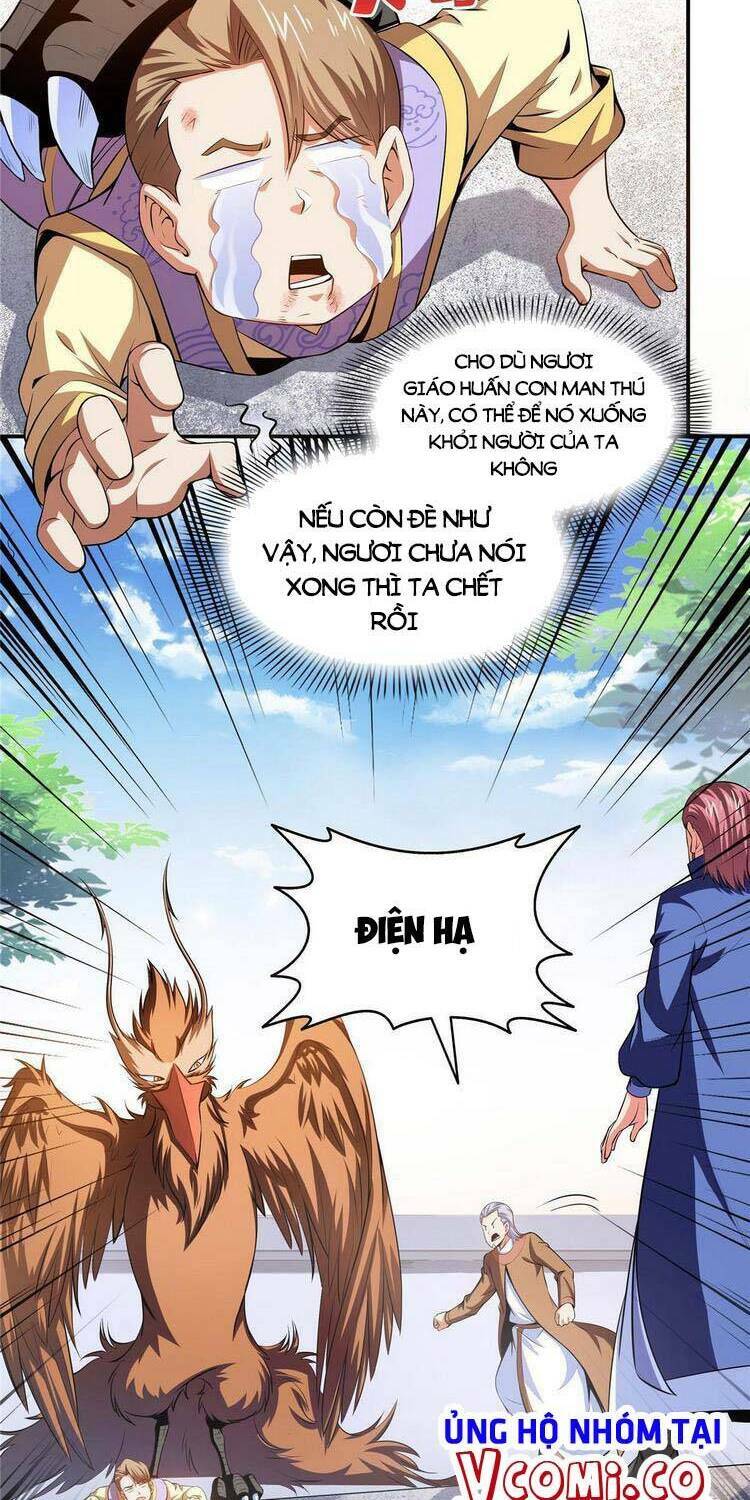 CHO DÙ NGƯƠI
GIÁO HUẤN CON MAN THÚ
NÀY, CÓ THỂ ĐỂ NÓ XUỐNG
KHỎI NGƯỜI CỦA TA
KHÔNG
NẾU CÒN ĐÈ NHƯ
VẬY, NGƯƠI CHƯA NÓI
XONG THÌ TA CHẾT
RỒI
ĐIỆN HẠ
ỦNG HỘ NHÓM TẠI
VCOMI.CO